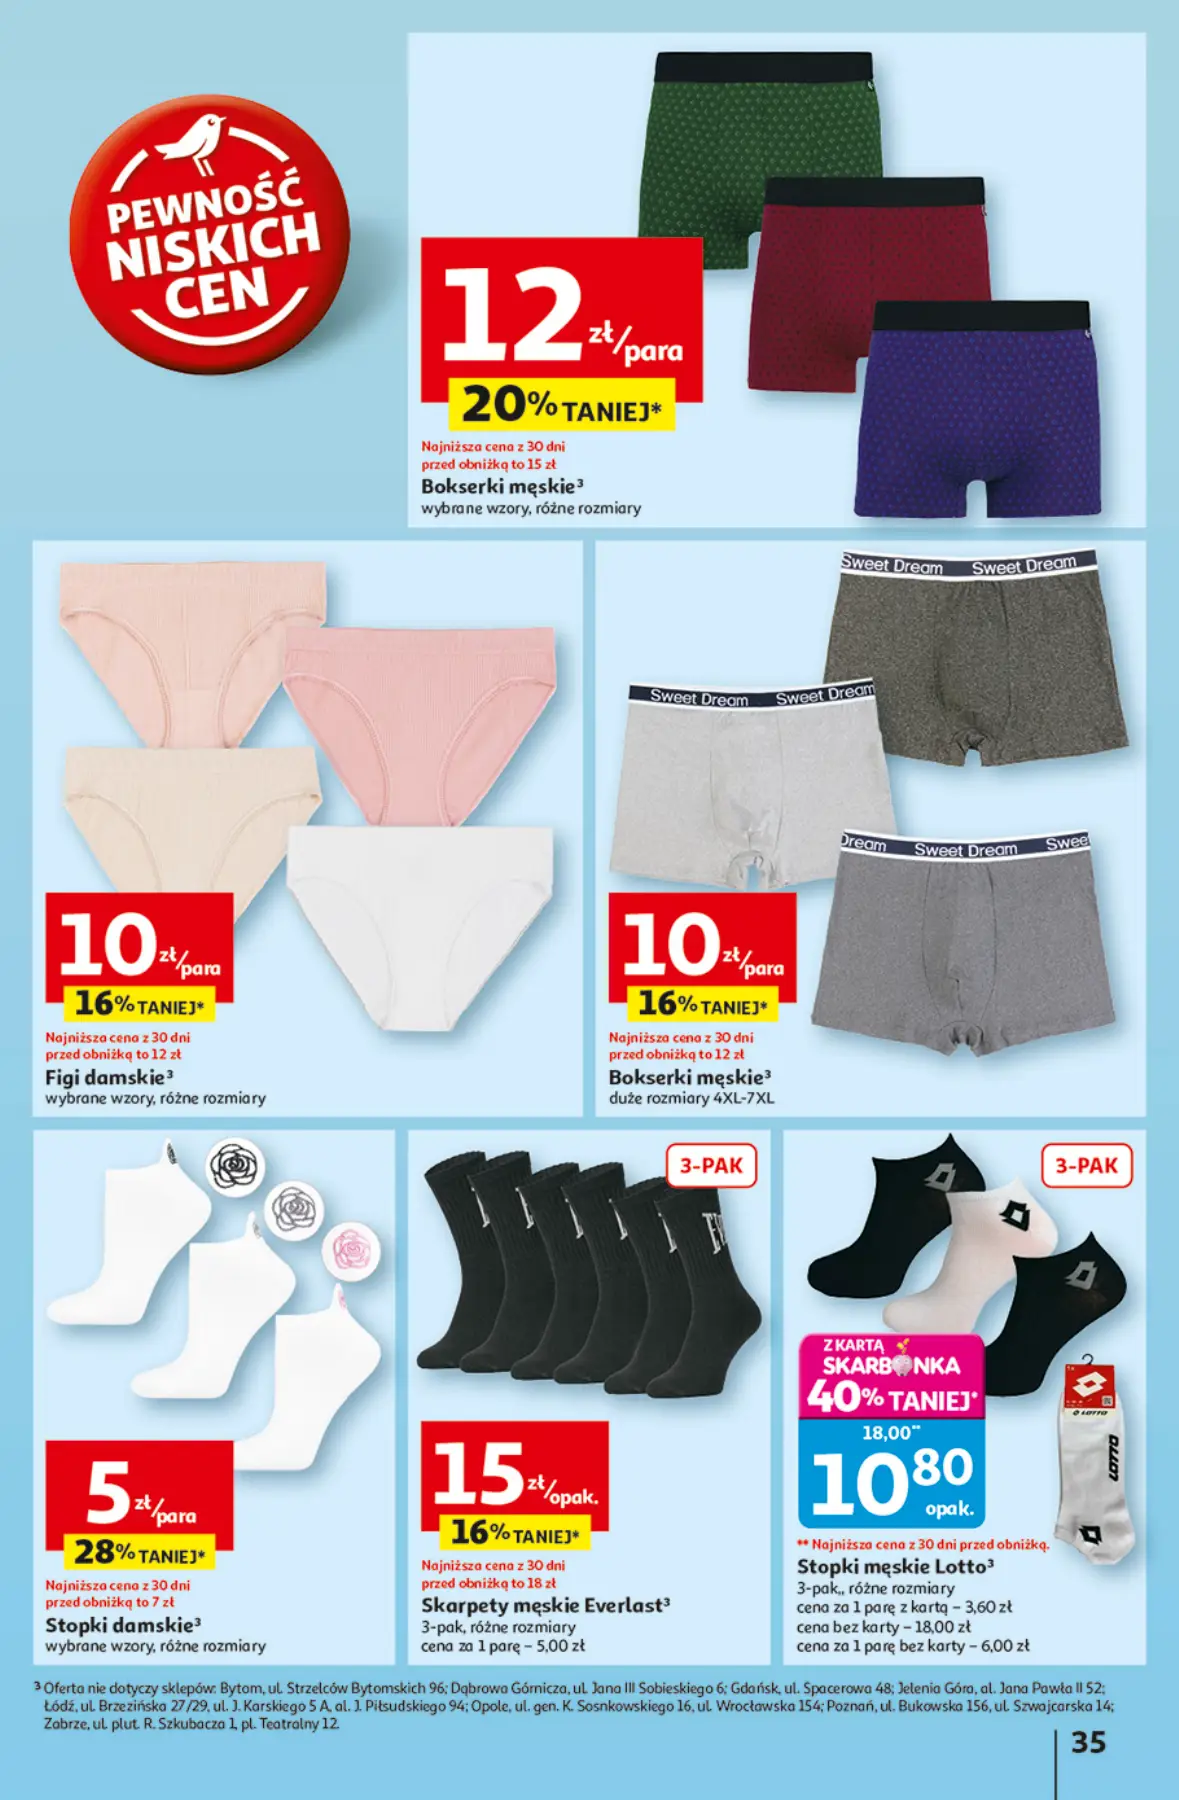 PEWNOŚĆ
NISKICH
CEN
12 zł/para
20% TANIEJ*
Najniższa cena z 30 dni
przed obniżką to 15 zł
Bokserki męskie³
wybrane wzory, różne rozmiary
10 zł/para
16% TANIEJ*
Najniższa cena z 30 dni
przed obniżką to 12 zł
Figi damskie³
wybrane wzory, różne rozmiary
Sweet Dream Sweet Dream
Sweet Dream Sweet Dream
Dream Sweet Dream Swee
10 zł/para
16% TANIEJ*
Najniższa cena z 30 dni
przed obniżką to 12 zł
Bokserki męskie³
duże rozmiary 4XL-7XL
5 zł/para
28% TANIEJ*
Najniższa cena z 30 dni
przed obniżką to 7 zł
Stopki damskie³
wybrane wzory, różne rozmiary
3-PAK
15 zł/opak.
16% TANIEJ*
Najniższa cena z 30 dni
przed obniżką to 18 zł
Skarpety męskie Everlast³
3-pak, różne rozmiary
cena za 1 parę – 5,00 zł
3-PAK
Z KARTĄ
SKARBONKA
40% TANIEJ*
18,00**
10 80
opak.
LOTTO
LOTTO
** Najniższa cena z 30 dni przed obniżką.
Stopki męskie Lotto³
3-pak,, różne rozmiary
cena za 1 parę z kartą – 3,60 zł
cena bez karty – 18,00 zł
cena za 1 parę bez karty – 6,00 zł
³ Oferta nie dotyczy sklepów: Bytom, ul. Strzelców Bytomskich 96; Dąbrowa Górnicza, ul. Jana III Sobieskiego 6; Gdańsk, ul. Spacerowa 48; Jelenia Góra, al. Jana Pawła II 52;
Łódź, ul. Brzezińska 27/29, ul. J. Karskiego 5 A, al. J. Piłsudskiego 94; Opole, ul. gen. K. Sosnkowskiego 16, ul. Wrocławska 154; Poznań, ul. Bukowska 156, ul. Szwajcarska 14;
Zabrze, ul. plut. R. Szkubacza 1, pl. Teatralny 12.
35